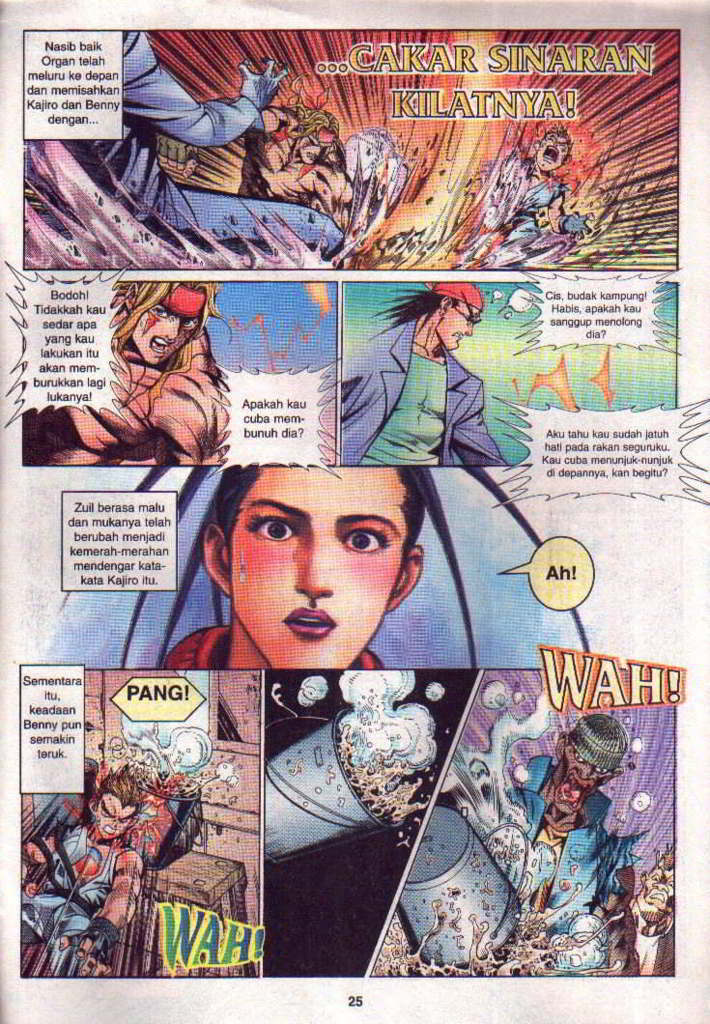 Nasib baik
Organ telah
meluru ke depan
dan memisahkan
Kajiro dan Benny
dengan...
...CAKAR SINARAN
KILATNYA!
Bodoh!
Tidakkah kau
sedar apa
yang kau
lakukan itu
akan mem-
burukkan lagi
lukanya!
Apakah kau
cuba mem-
bunuh dia?
Cis, budak kampung!
Habis, apakah kau
sanggup menolong
dia?
Aku tahu kau sudah jatuh
hati pada rakan seguruku.
Kau cuba menunjuk-nunjuk
di depannya, kan begitu?
Zuil berasa malu
dan mukanya telah
berubah menjadi
kemerah-merahan
mendengar kata-
kata Kajiro itu.
Ah!
Sementara
itu,
keadaan
Benny pun
semakin
teruk.
PANG!
WAH!
WAH!
25